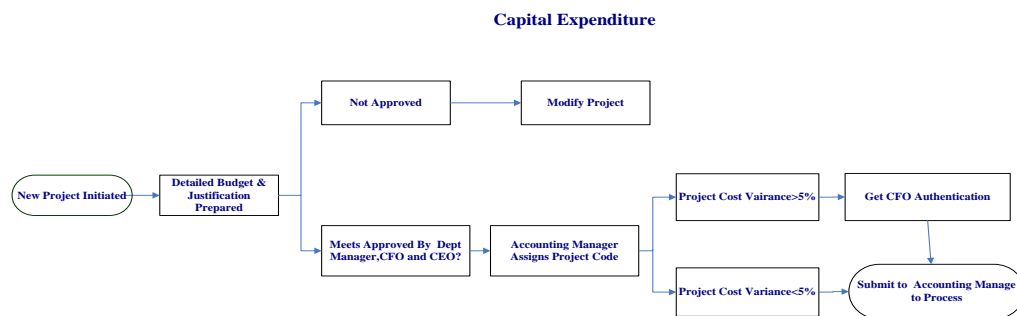 Capital Expenditure
Not Approved
Modify Project
New Project Initiated
Detailed Budget &
Justification
Prepared
Meets Approved By Dept
Manager,CFO and CEO?
Accounting Manager
Assigns Project Code
Project Cost Vairance>5%
Get CFO Authentication
Project Cost Variance<5%
Submit to Accounting Manage
to Process